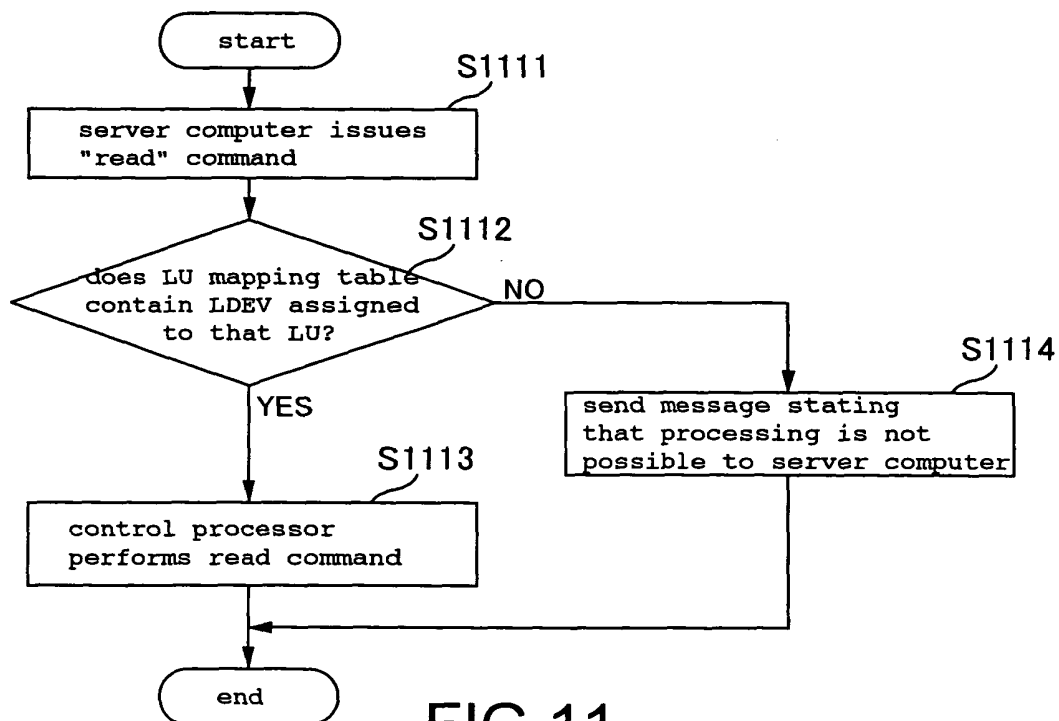 start
S1111
server computer issues
"read" command
S1112
does LU mapping table
contain LDEV assigned
to that LU?
NO
YES
S1114
send message stating
that processing is not
possible to server computer
S1113
control processor
performs read command
end
FIG.11